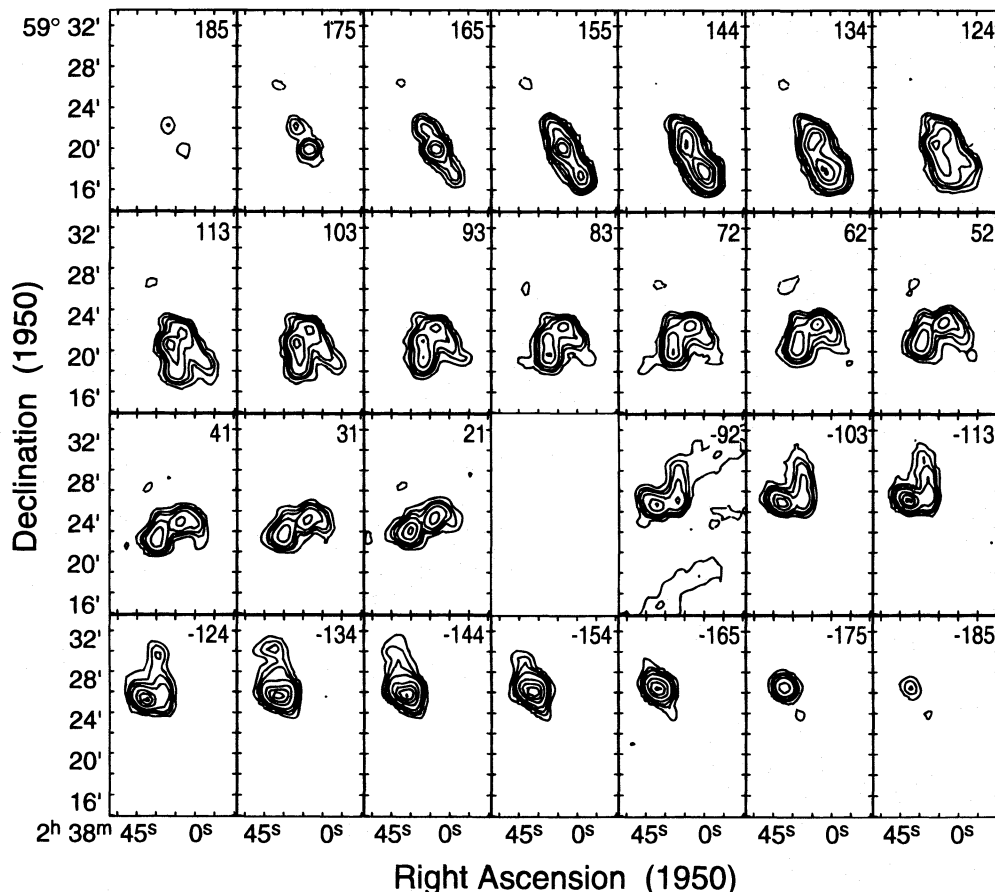 59° 32' 185 175 165 155 144 134 124
28'
24'
20'
16'
32' 113 103 93 83 72 62 52
28'
24'
20'
16'
32' 41 31 21 -92 -103 -113
28'
24'
20'
16'
32' -124 -134 -144 -154 -165 -175 -185
28'
24'
20'
16'
2h 38m 45s 0s 45s 0s 45s 0s 45s 0s 45s 0s 45s 0s 45s 0s
Declination (1950)
Right Ascension (1950)